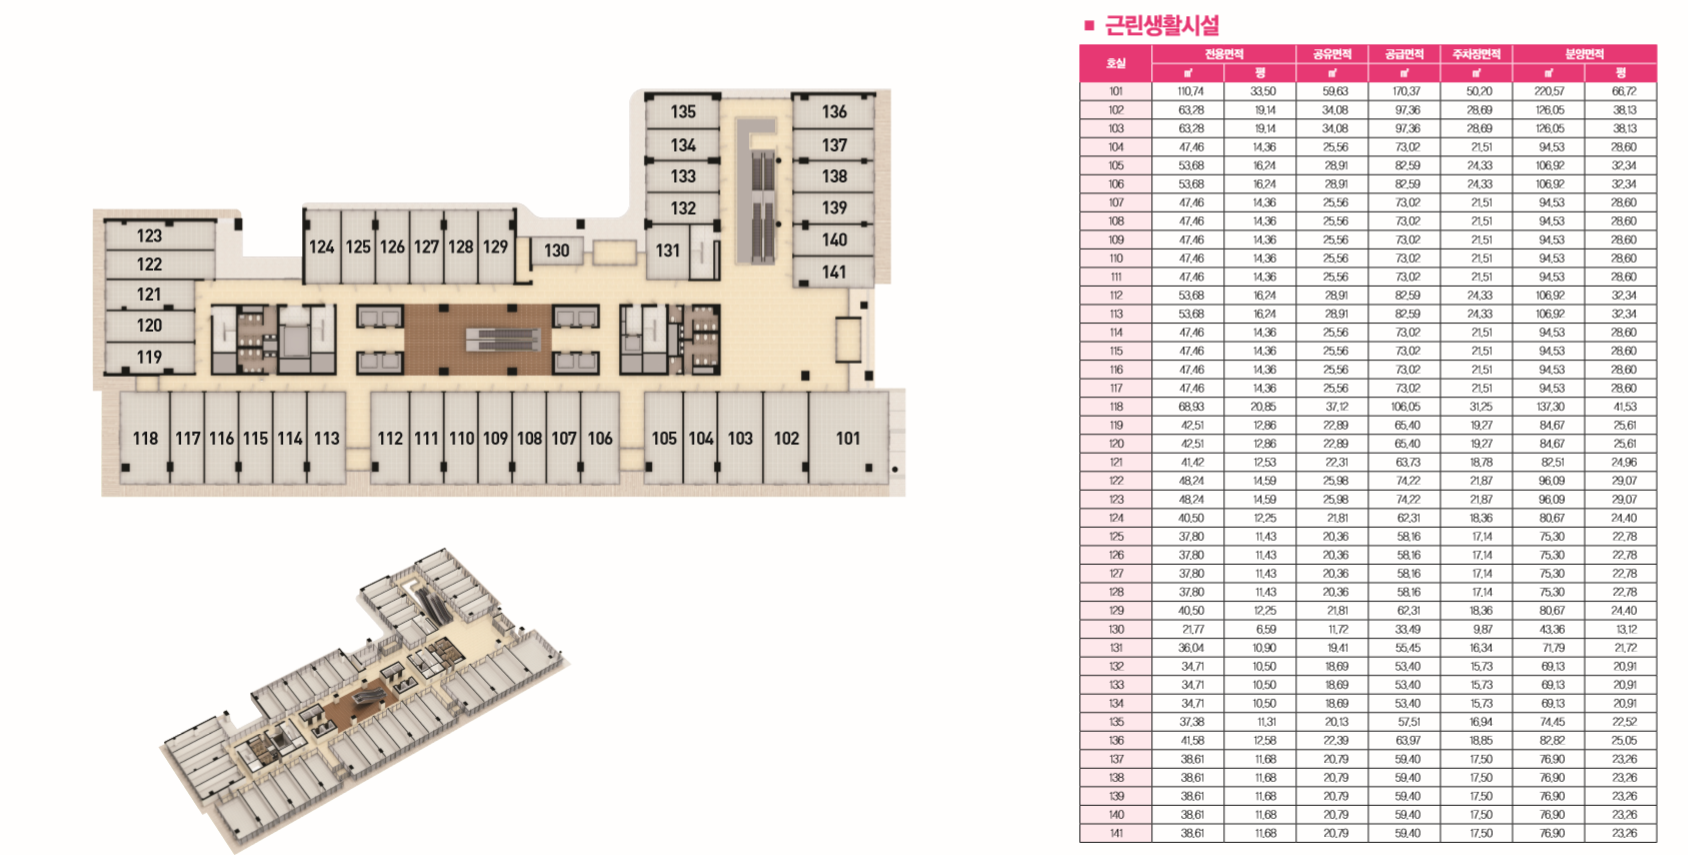 135 136
134 137
133 138
132 139
123 124 125 126 127 128 129 130 131 140
122 141
121
120
119
118 117 116 115 114 113 112 111 110 109 108 107 106 105 104 103 102 101
■ 근린생활시설
호실 전용면적 공유면적 공급면적 주차장면적 분양면적
㎡ 평 ㎡ ㎡ ㎡ ㎡ 평
101 110,74 33,50 59,63 170,37 50,20 220,57 66,72
102 63,28 19,14 34,08 97,36 28,69 126,05 38,13
103 63,28 19,14 34,08 97,36 28,69 126,05 38,13
104 47,46 14,36 25,56 73,02 21,51 94,53 28,60
105 53,68 16,24 28,91 82,59 24,33 106,92 32,34
106 53,68 16,24 28,91 82,59 24,33 106,92 32,34
107 47,46 14,36 25,56 73,02 21,51 94,53 28,60
108 47,46 14,36 25,56 73,02 21,51 94,53 28,60
109 47,46 14,36 25,56 73,02 21,51 94,53 28,60
110 47,46 14,36 25,56 73,02 21,51 94,53 28,60
111 47,46 14,36 25,56 73,02 21,51 94,53 28,60
112 53,68 16,24 28,91 82,59 24,33 106,92 32,34
113 53,68 16,24 28,91 82,59 24,33 106,92 32,34
114 47,46 14,36 25,56 73,02 21,51 94,53 28,60
115 47,46 14,36 25,56 73,02 21,51 94,53 28,60
116 47,46 14,36 25,56 73,02 21,51 94,53 28,60
117 47,46 14,36 25,56 73,02 21,51 94,53 28,60
118 68,93 20,85 37,12 106,05 31,25 137,30 41,53
119 42,51 12,86 22,89 65,40 19,27 84,67 25,61
120 42,51 12,86 22,89 65,40 19,27 84,67 25,61
121 41,42 12,53 22,31 63,73 18,78 82,51 24,96
122 48,24 14,59 25,98 74,22 21,87 96,09 29,07
123 48,24 14,59 25,98 74,22 21,87 96,09 29,07
124 40,50 12,25 21,81 62,31 18,36 80,67 24,40
125 37,80 11,43 20,36 58,16 17,14 75,30 22,78
126 37,80 11,43 20,36 58,16 17,14 75,30 22,78
127 37,80 11,43 20,36 58,16 17,14 75,30 22,78
128 37,80 11,43 20,36 58,16 17,14 75,30 22,78
129 40,50 12,25 21,81 62,31 18,36 80,67 24,40
130 21,77 6,59 11,72 33,49 9,87 43,36 13,12
131 36,04 10,90 19,41 55,45 16,34 71,79 21,72
132 34,71 10,50 18,69 53,40 15,73 69,13 20,91
133 34,71 10,50 18,69 53,40 15,73 69,13 20,91
134 34,71 10,50 18,69 53,40 15,73 69,13 20,91
135 37,38 11,31 20,13 57,51 16,94 74,45 22,52
136 41,58 12,58 22,39 63,97 18,85 82,82 25,05
137 38,61 11,68 20,79 59,40 17,50 76,90 23,26
138 38,61 11,68 20,79 59,40 17,50 76,90 23,26
139 38,61 11,68 20,79 59,40 17,50 76,90 23,26
140 38,61 11,68 20,79 59,40 17,50 76,90 23,26
141 38,61 11,68 20,79 59,40 17,50 76,90 23,26